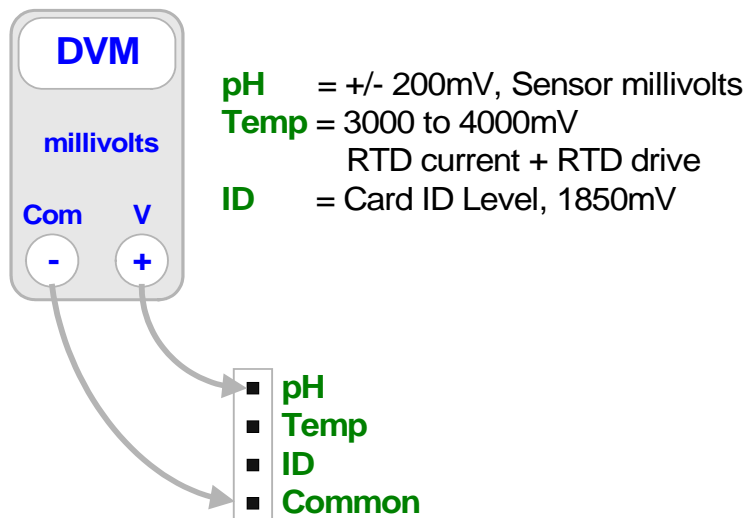 DVM
millivolts
Com V
- +
pH = +/- 200mV, Sensor millivolts
Temp = 3000 to 4000mV
RTD current + RTD drive
ID = Card ID Level, 1850mV
pH
Temp
ID
Common